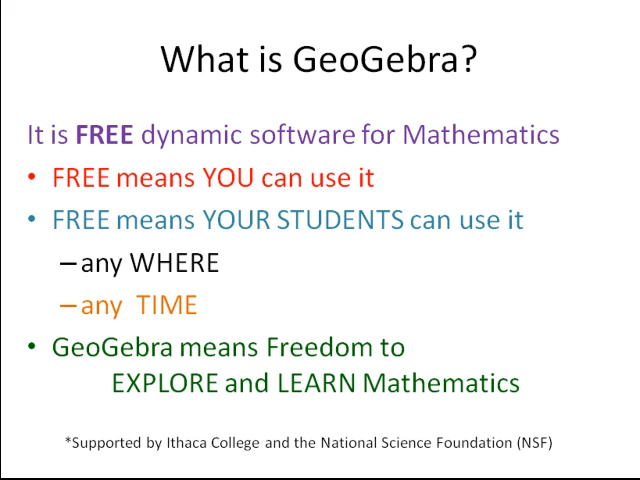 What is GeoGebra?
It is FREE dynamic software for Mathematics
• FREE means YOU can use it
• FREE means YOUR STUDENTS can use it
–any WHERE
–any TIME
• GeoGebra means Freedom to
EXPLORE and LEARN Mathematics
*Supported by Ithaca College and the National Science Foundation (NSF)